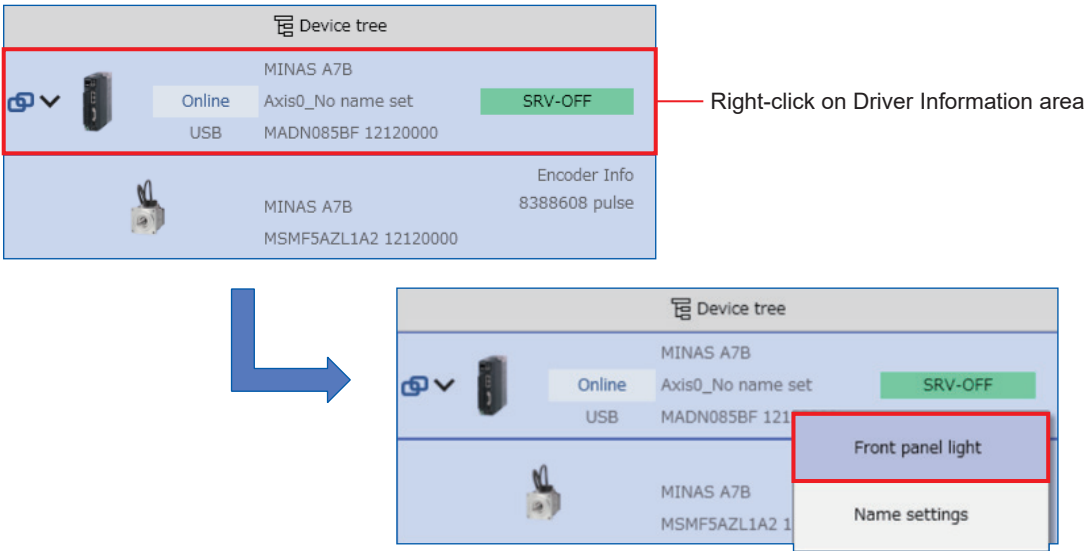 Device tree
MINAS A7B
Online Axis0_No name set SRV-OFF
USB MADN085BF 12120000
Right-click on Driver Information area
Encoder Info
MINAS A7B 8388608 pulse
MSMF5AZL1A2 12120000
Device tree
MINAS A7B
Online Axis0_No name set SRV-OFF
USB MADN085BF 121
Front panel light
MINAS A7B
Name settings
MSMF5AZL1A2 1